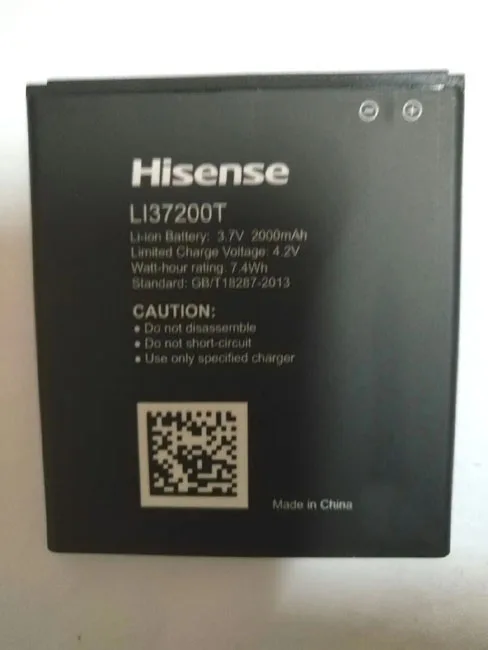 Hisense
LI37200T
Li-ion Battery: 3.7V 2000mAh
Limited Charge Voltage: 4.2V
Watt-hour rating: 7.4Wh
Standard: GB/T18287-2013
CAUTION:
• Do not disassemble
• Do not short-circuit
• Use only specified charger
Made in China